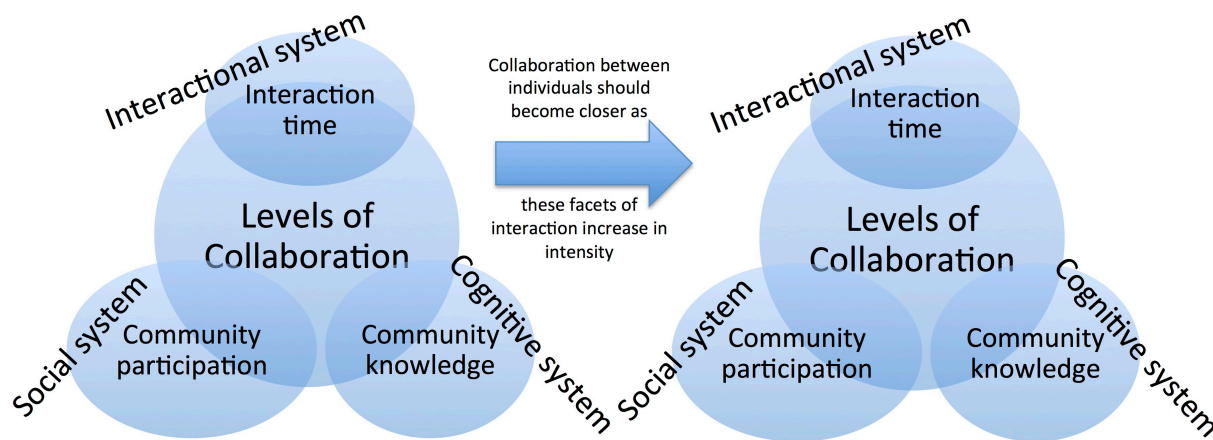 Interactional system
Interaction
time
Levels of
Collaboration
Social system
Community
participation
Cognitive system
Community
knowledge
Collaboration between
individuals should
become closer as
these facets of
interaction increase in
intensity
Interactional system
Interaction
time
Levels of
Collaboration
Social system
Community
participation
Cognitive system
Community
knowledge